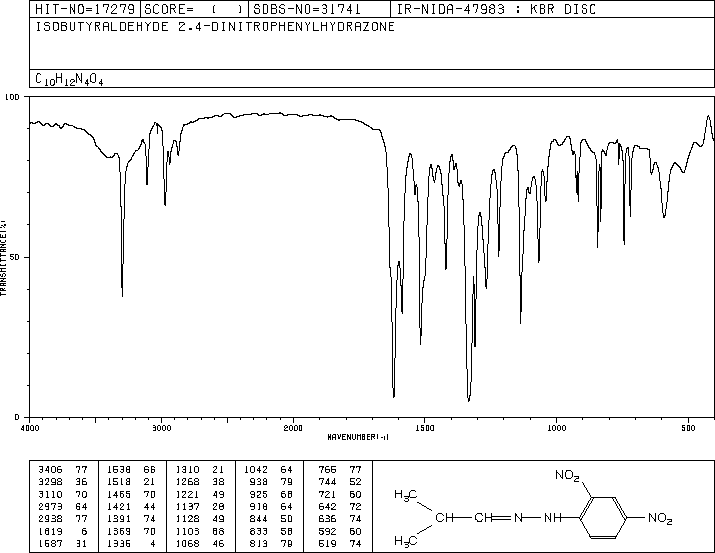 HIT-NO=17279 SCORE= ( ) SDBS-NO=31741 IR-NIDA-47983 : KBR DISC
ISOBUTYRALDEHYDE 2,4-DINITROPHENYLHYDRAZONE
C10H12N4O4
100
50
0
TRANSMITTANCE(%)
4000 3000 2000 1500 1000 500
WAVENUMBER(-1)
3406 77 1538 66 1310 21 1042 64 766 77
3298 36 1518 21 1268 38 938 79 744 52
3110 70 1465 70 1221 49 925 68 721 60
2973 64 1421 44 1137 28 918 64 642 72
2938 77 1391 74 1128 49 844 50 636 74
1619 6 1369 70 1103 68 833 58 592 60
1587 31 1336 4 1068 46 813 79 519 74
NO2
H3C
CH—CH=N—NH NO2
H3C